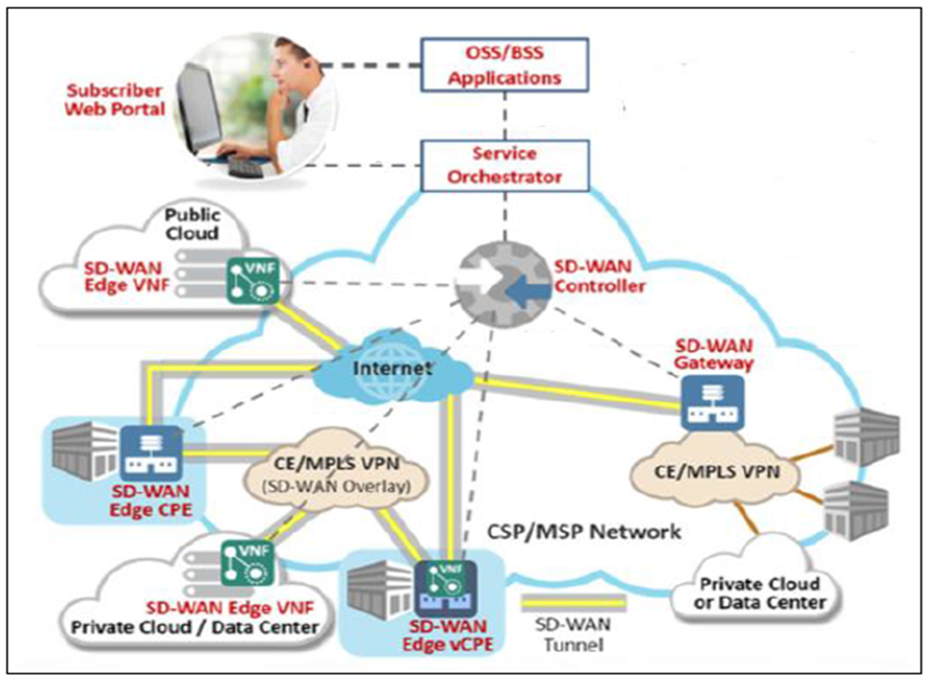 OSS/BSS
Applications
Subscriber
Web Portal
Service
Orchestrator
Public
Cloud
SD-WAN
Edge VNF
VNF
SD-WAN
Controller
SD-WAN
Gateway
Internet
CE/MPLS VPN
(SD-WAN Overlay)
CE/MPLS VPN
SD-WAN
Edge CPE
CSP/MSP Network
VNF
SD-WAN Edge VNF
Private Cloud / Data Center
VNF
SD-WAN
Edge vCPE
SD-WAN
Tunnel
Private Cloud
or Data Center